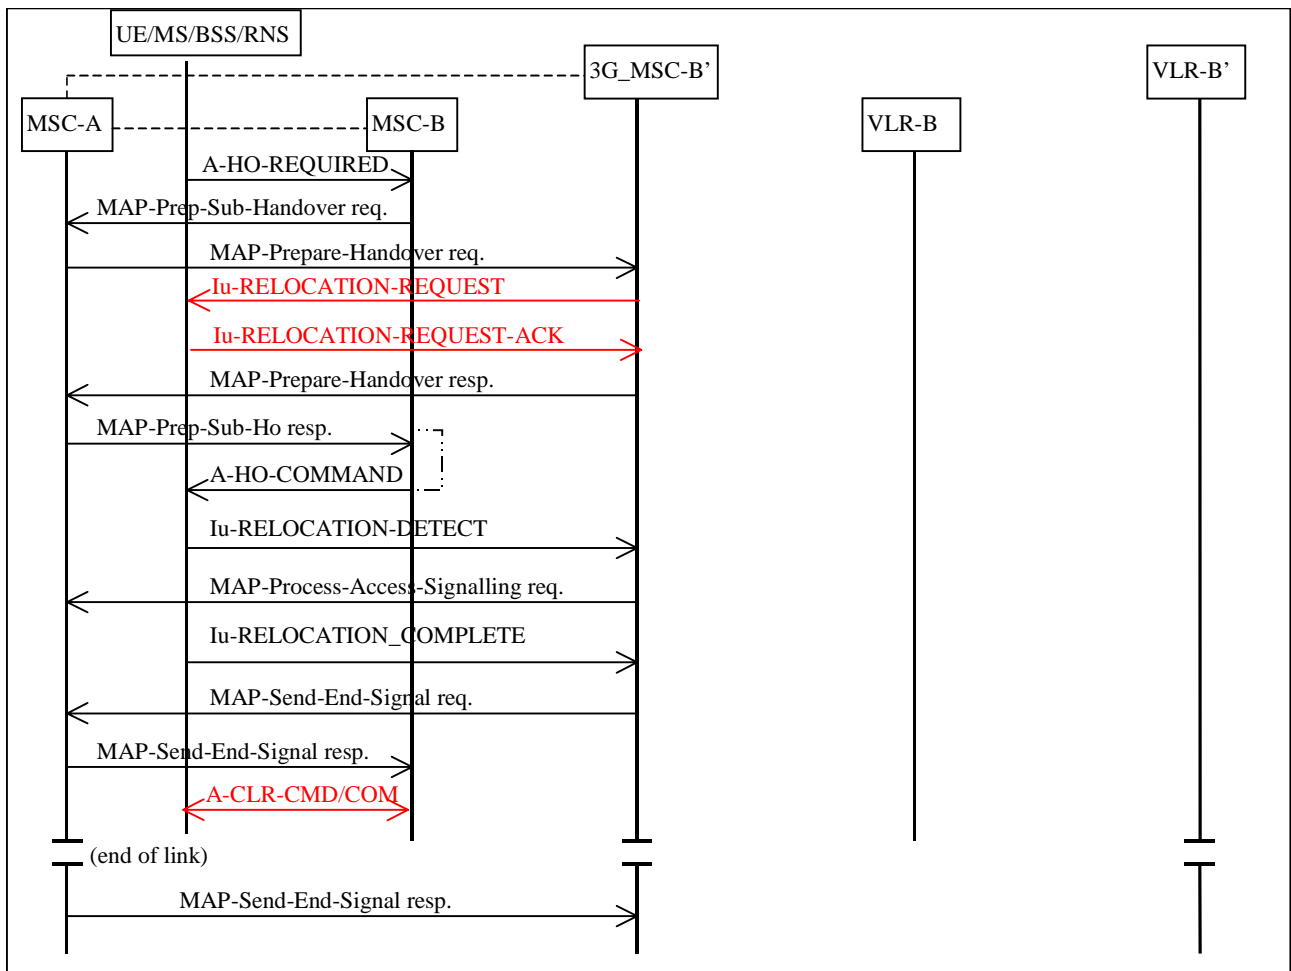 UE/MS/BSS/RNS
3G_MSC-B’
VLR-B’
MSC-A
MSC-B
VLR-B
A-HO-REQUIRED
MAP-Prep-Sub-Handover req.
MAP-Prepare-Handover req.
Iu-RELOCATION-REQUEST
Iu-RELOCATION-REQUEST-ACK
MAP-Prepare-Handover resp.
MAP-Prep-Sub-Ho resp.
A-HO-COMMAND
Iu-RELOCATION-DETECT
MAP-Process-Access-Signalling req.
Iu-RELOCATION_COMPLETE
MAP-Send-End-Signal req.
MAP-Send-End-Signal resp.
A-CLR-CMD/COM
(end of link)
MAP-Send-End-Signal resp.